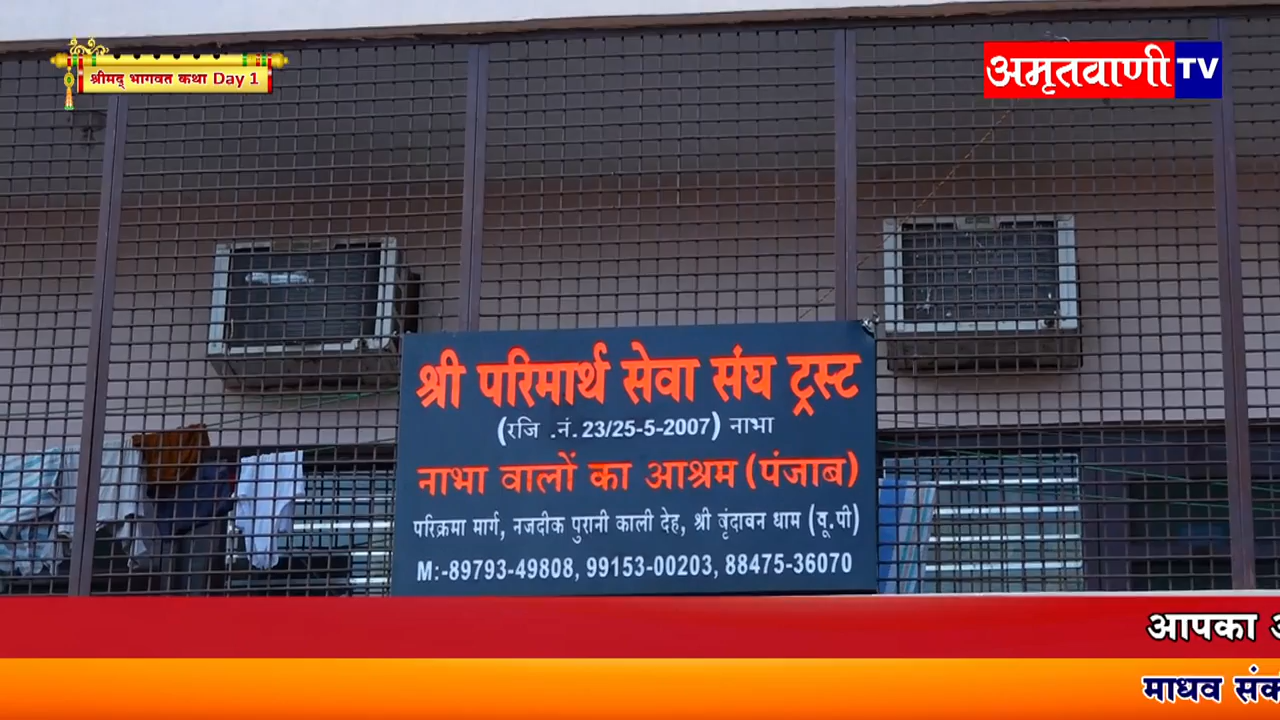 श्रीमद् भागवत कथा Day 1
अमृतवाणी TV
श्री परिमार्थ सेवा संघ ट्रस्ट
(रजि .नं. 23/25-5-2007) नाभा
नाभा वालों का आश्रम (पंजाब)
परिक्रमा मार्ग, नजदीक पुरानी काली देह, श्री वृंदावन धाम (यू.पी)
M:-89793-49808, 99153-00203, 88475-36070
आपका
माधव